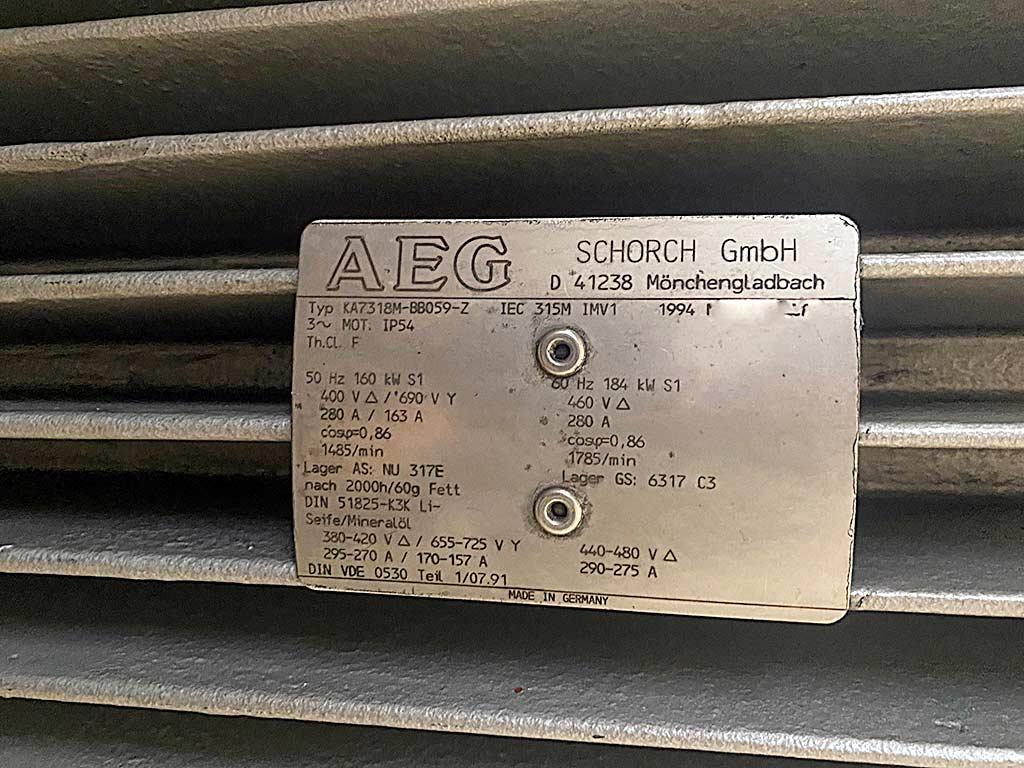 AEG SCHORCH GmbH
D 41238 Mönchengladbach
Typ KA7318M-BB059-Z IEC 315M IMV1 1994
3~ MOT. IP54
Th.Cl. F
50 Hz 160 kW S1 60 Hz 184 kW S1
400 V Δ / 690 V Y 460 V Δ
280 A / 163 A 280 A
cosφ=0,86 cosφ=0,86
1485/min 1785/min
Lager AS: NU 317E Lager GS: 6317 C3
nach 2000h/60g Fett
DIN 51825-K3K Li-
Seife/Mineralöl
380-420 V Δ / 655-725 V Y 440-480 V Δ
295-270 A / 170-157 A 290-275 A
DIN VDE 0530 Teil 1/07.91
MADE IN GERMANY